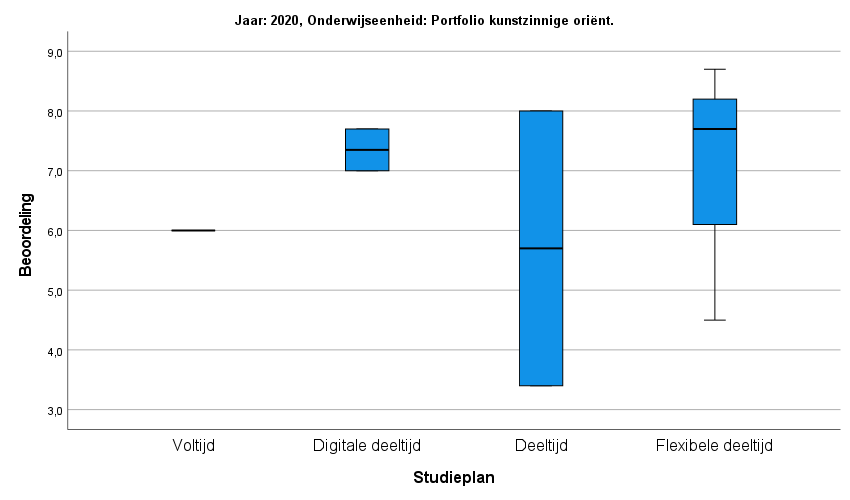 Jaar: 2020, Onderwijseenheid: Portfolio kunstzinnige oriënt.
9,0
8,0
7,0
6,0
5,0
4,0
3,0
Beoordeling
Voltijd
Digitale deeltijd
Deeltijd
Flexibele deeltijd
Studieplan